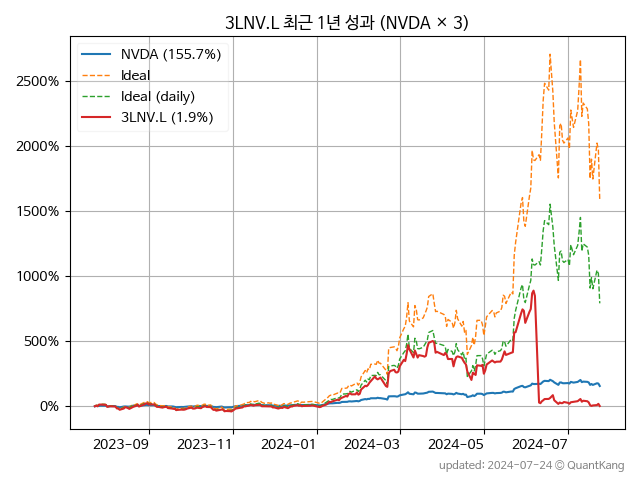 3LNV.L 최근 1년 성과 (NVDA × 3)
NVDA (155.7%)
Ideal
Ideal (daily)
3LNV.L (1.9%)
2500%
2000%
1500%
1000%
500%
0%
2023-09 2023-11 2024-01 2024-03 2024-05 2024-07
updated: 2024-07-24 © QuantKang